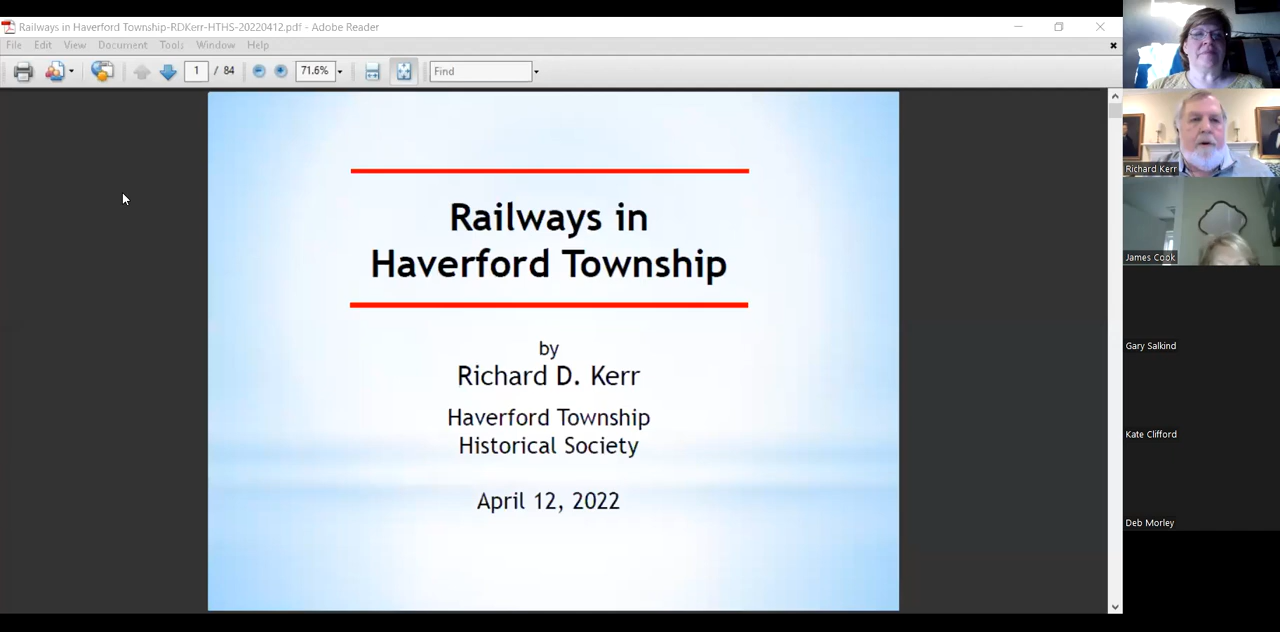 Railways in Haverford Township-RDKerr-HTHS-20220412.pdf - Adobe Reader
File Edit View Document Tools Window Help
1 / 84 71.6% Find
Railways in
Haverford Township
by
Richard D. Kerr
Haverford Township
Historical Society
April 12, 2022
Richard Kerr
James Cook
Gary Salkind
Kate Clifford
Deb Morley